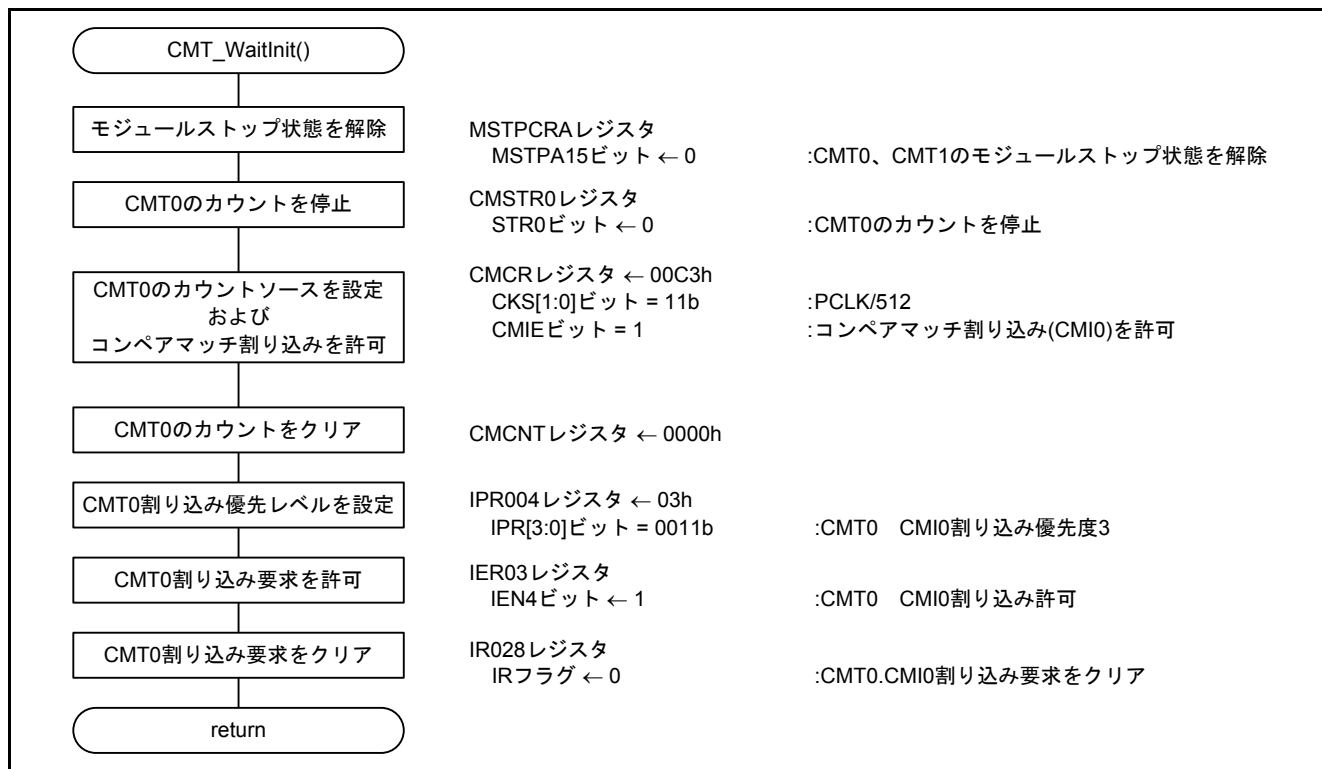 CMT_WaitInit()
モジュールストップ状態を解除
MSTPCRAレジスタ
MSTPA15ビット ← 0 :CMT0、CMT1のモジュールストップ状態を解除
CMT0のカウントを停止
CMSTR0レジスタ
STR0ビット ← 0 :CMT0のカウントを停止
CMT0のカウントソースを設定
および
コンペアマッチ割り込みを許可
CMCRレジスタ ← 00C3h
CKS[1:0]ビット = 11b :PCLK/512
CMIEビット = 1 :コンペアマッチ割り込み(CMI0)を許可
CMT0のカウントをクリア
CMCNTレジスタ ← 0000h
CMT0割り込み優先レベルを設定
IPR004レジスタ ← 03h
IPR[3:0]ビット = 0011b :CMT0　CMI0割り込み優先度3
CMT0割り込み要求を許可
IER03レジスタ
IEN4ビット ← 1 :CMT0　CMI0割り込み許可
CMT0割り込み要求をクリア
IR028レジスタ
IRフラグ ← 0 :CMT0.CMI0割り込み要求をクリア
return